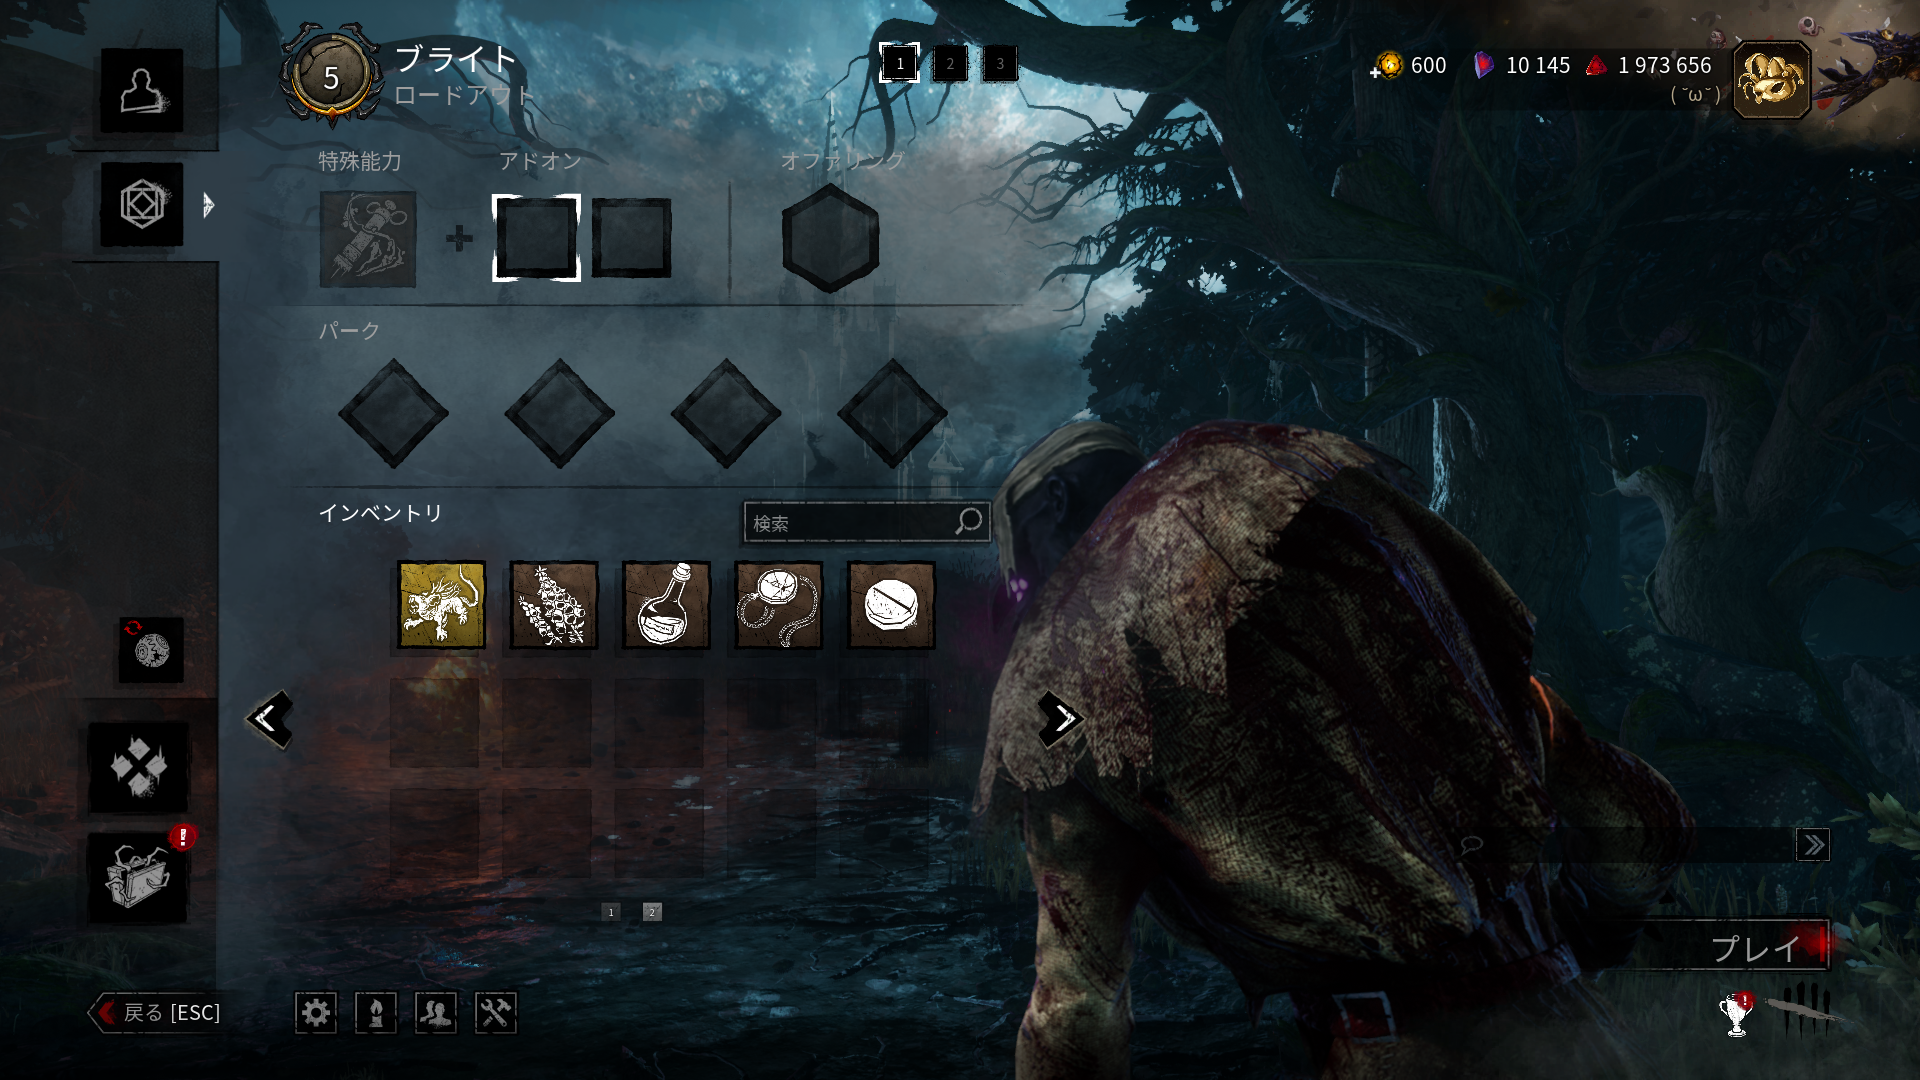 5
ブライト
ロードアウト
1 2 3
600 10 145 1 973 656
( ˘ω˘ )
特殊能力 アドオン オファリング
パーク
インベントリ
検索
1 2
プレイ
戻る [ESC]